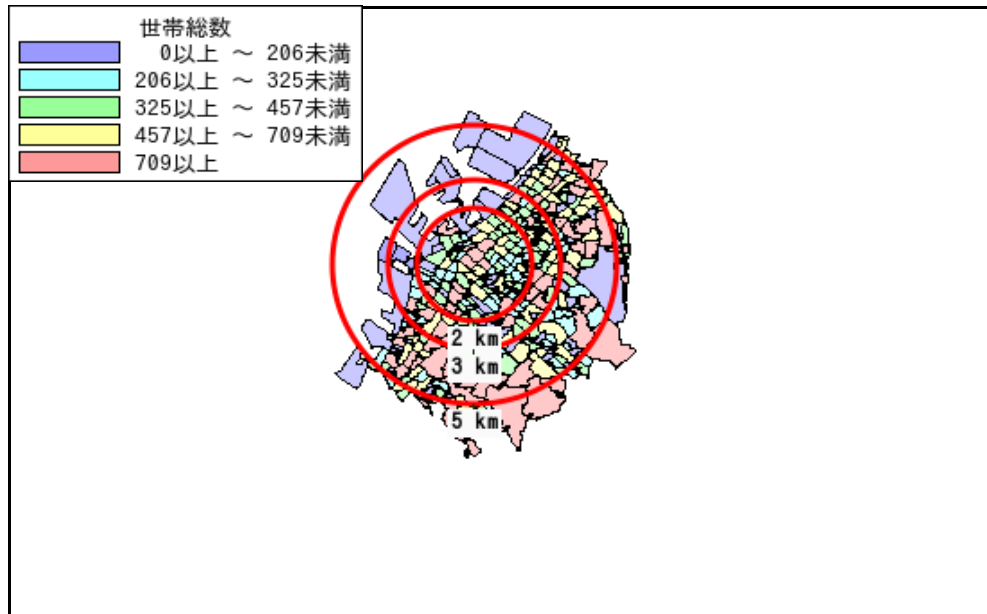 世帯総数
0以上 ～ 206未満
206以上 ～ 325未満
325以上 ～ 457未満
457以上 ～ 709未満
709以上
2 km
3 km
5 km